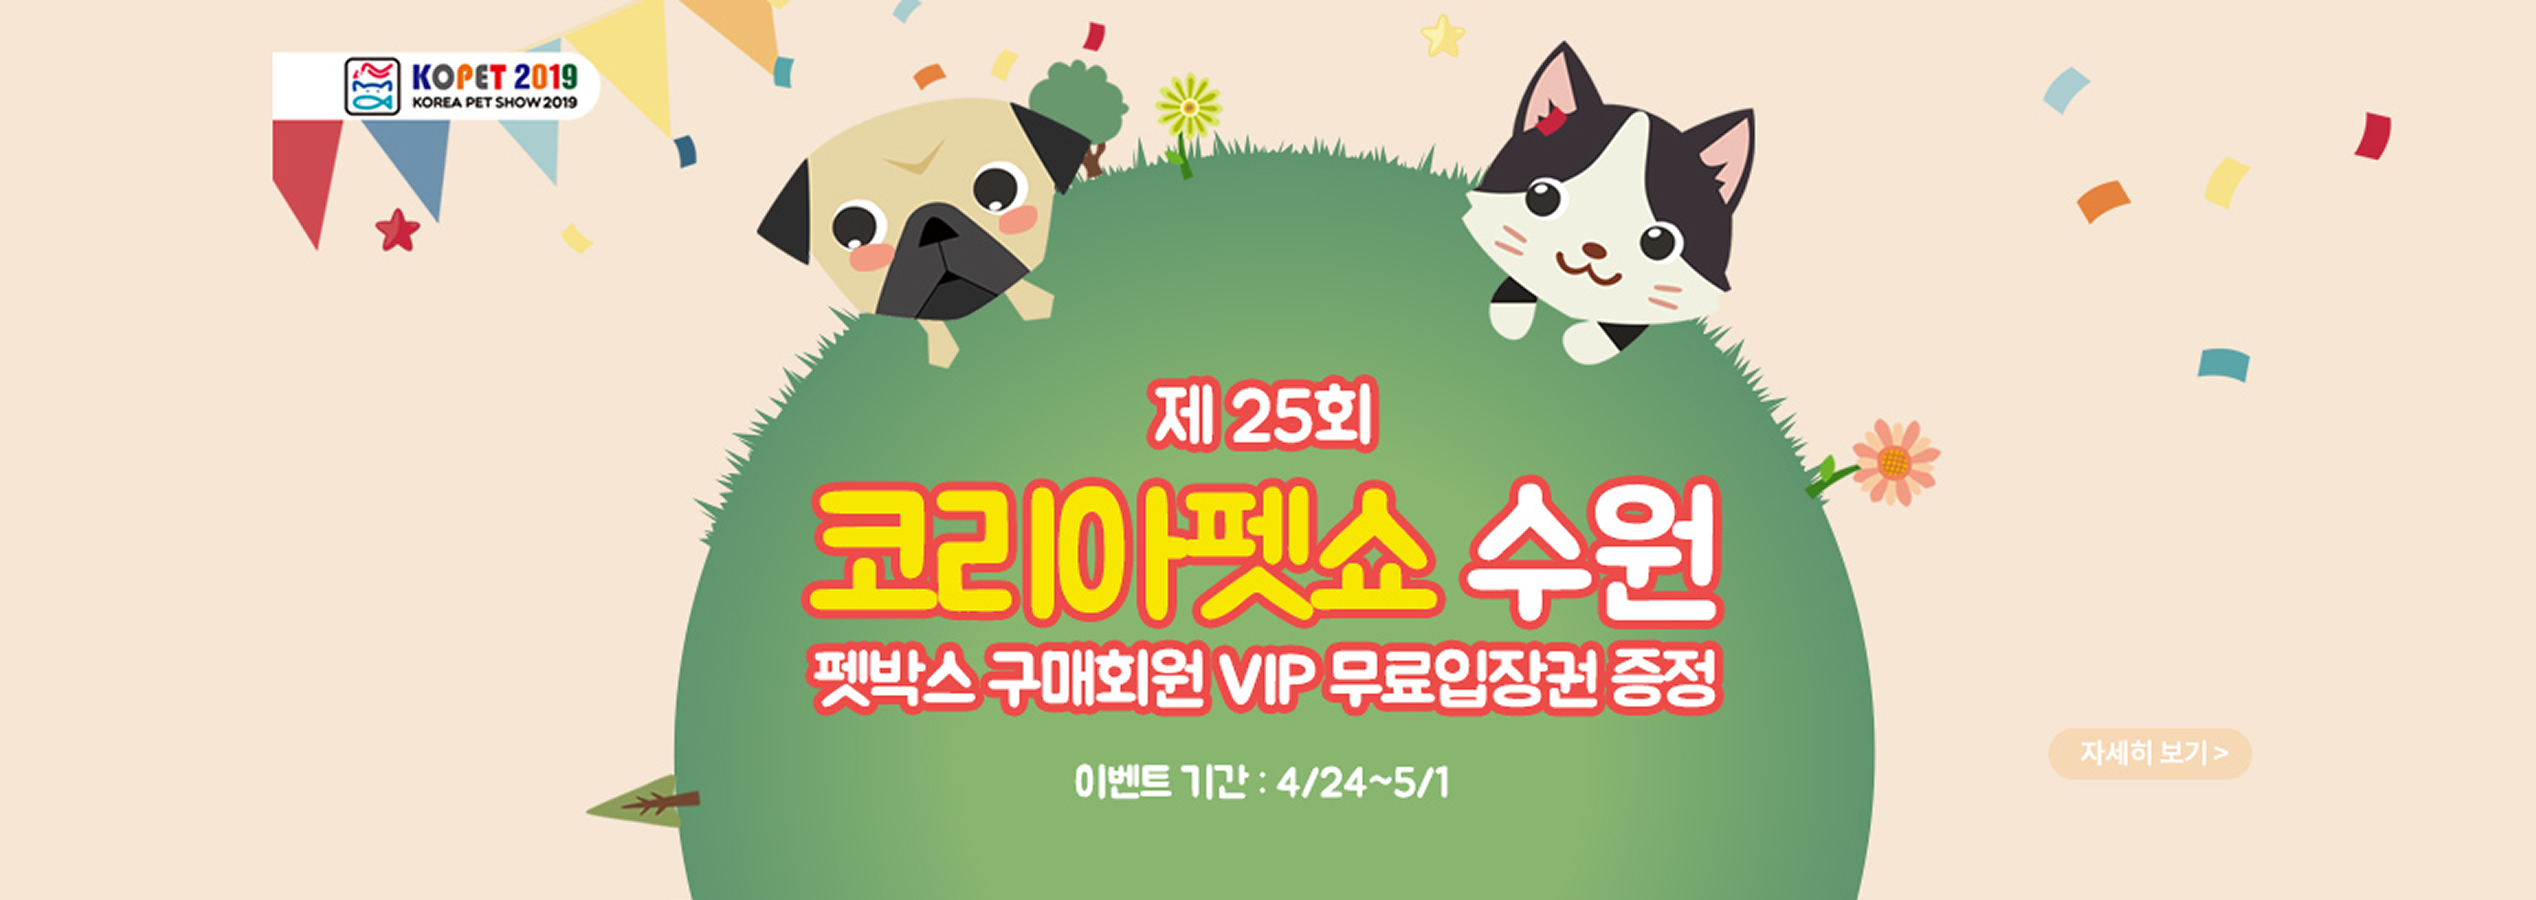 KOPET 2019
KOREA PET SHOW 2019
제 25회
코리아펫쇼 수원
펫박스 구매회원 VIP 무료입장권 증정
이벤트 기간 : 4/24~5/1
자세히 보기 >